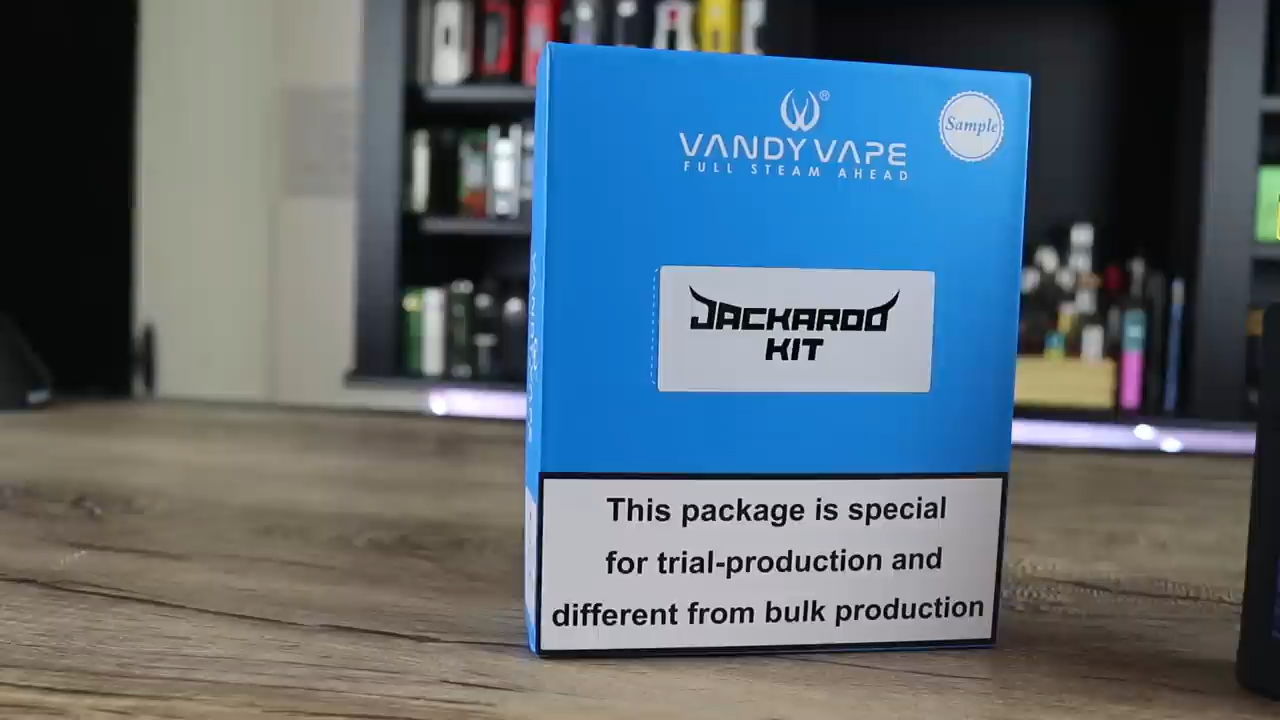 VANDY VAPE ®
FULL STEAM AHEAD
Sample
JACKAROO
KIT
This package is special
for trial-production and
different from bulk production